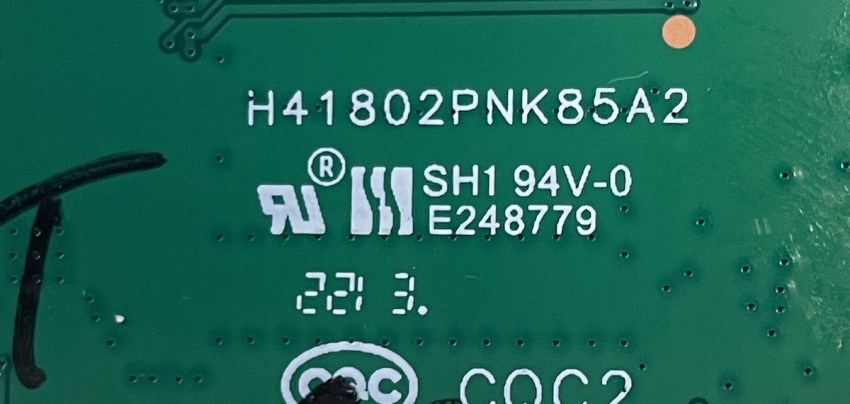 H41802PNK85A2
® SH1 94V-0
E248779
2213.
CQC CQC2